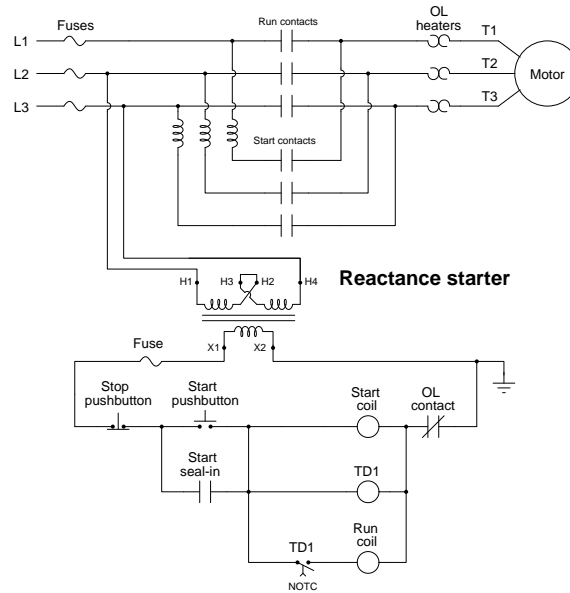 Fuses
Run contacts
OL
heaters
L1
T1
L2
T2
Motor
L3
T3
Start contacts
H1
H3
H2
H4
Reactance starter
Fuse
X1
X2
Stop
pushbutton
Start
pushbutton
Start
coil
OL
contact
Start
seal-in
TD1
Run
coil
TD1
NOTC